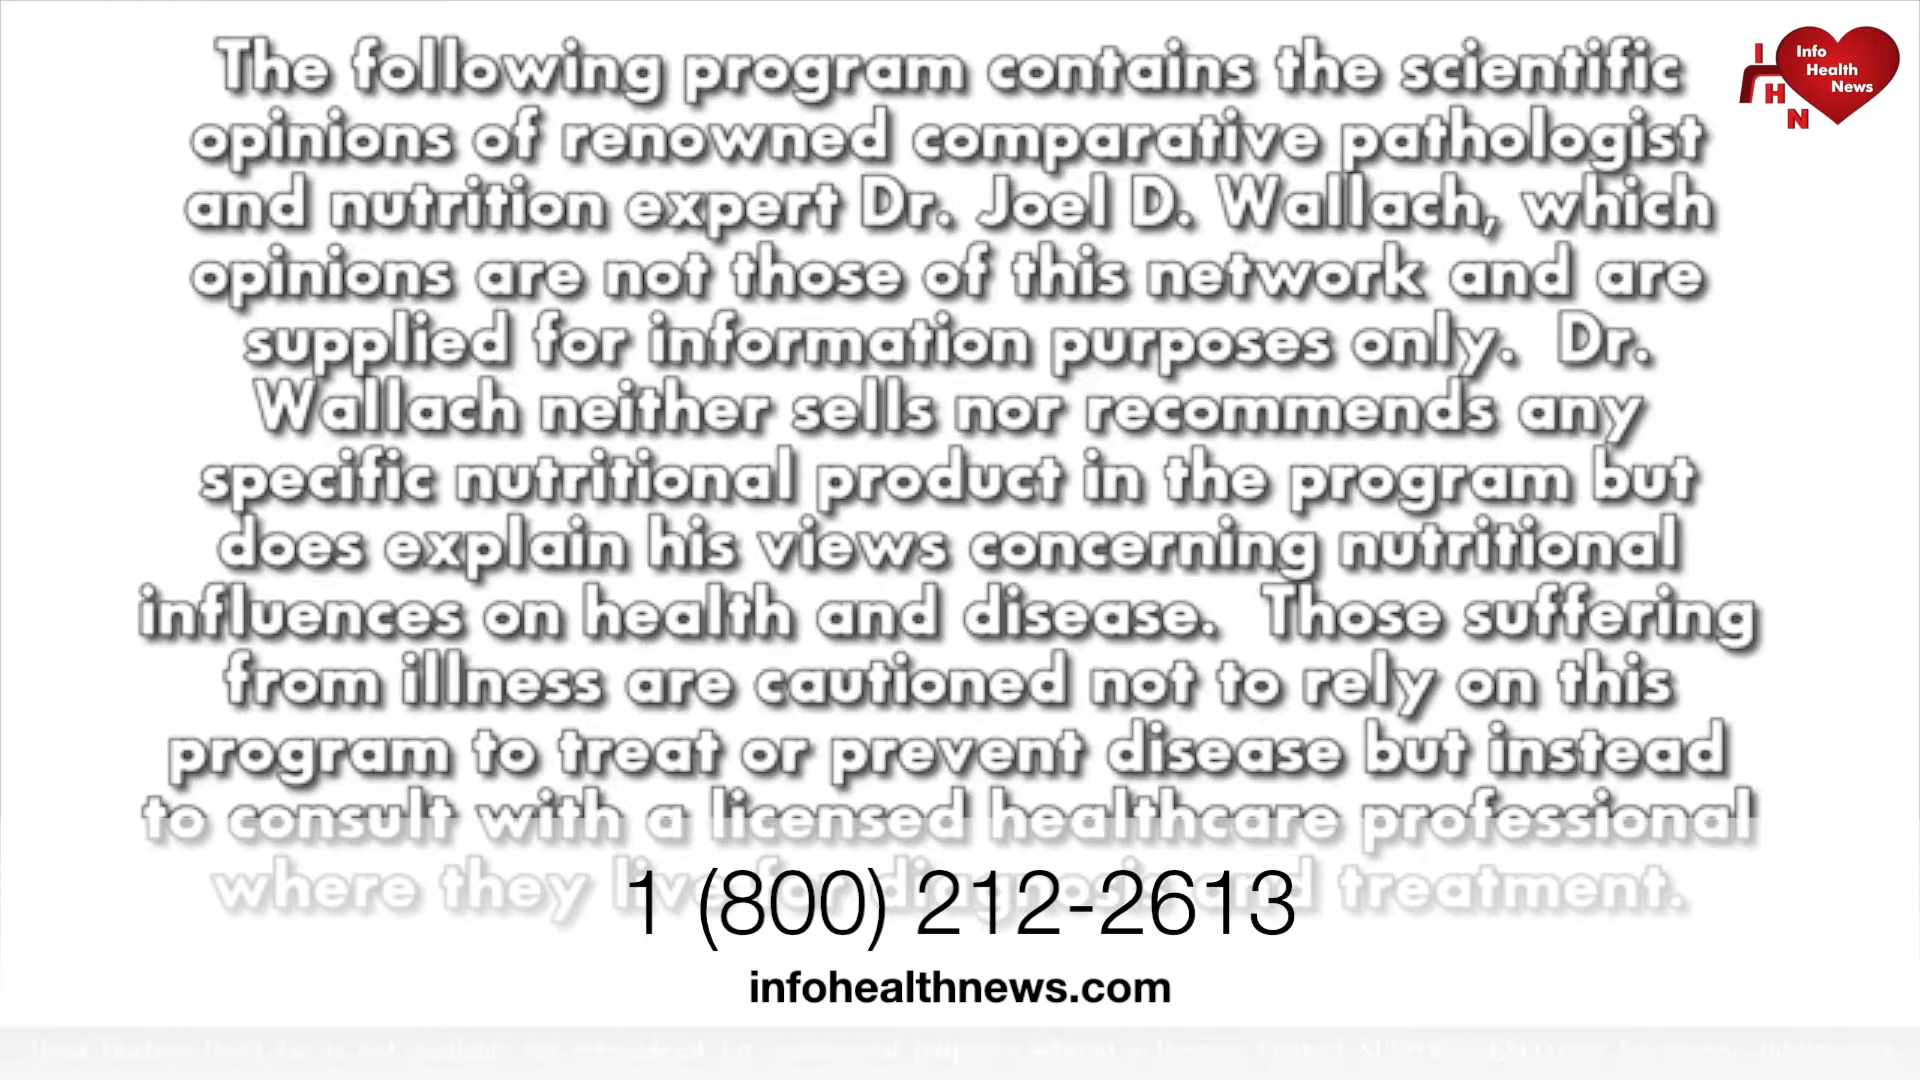 The following program contains the scientific
opinions of renowned comparative pathologist
and nutrition expert Dr. Joel D. Wallach, which
opinions are not those of this network and are
supplied for information purposes only.  Dr.
Wallach neither sells nor recommends any
specific nutritional product in the program but
does explain his views concerning nutritional
influences on health and disease.  Those suffering
from illness are cautioned not to rely on this
program to treat or prevent disease but instead
to consult with a licensed healthcare professional
where they live for diagnosis and treatment.
1 (800) 212-2613
infohealthnews.com
I
H
N
Info
Health
News